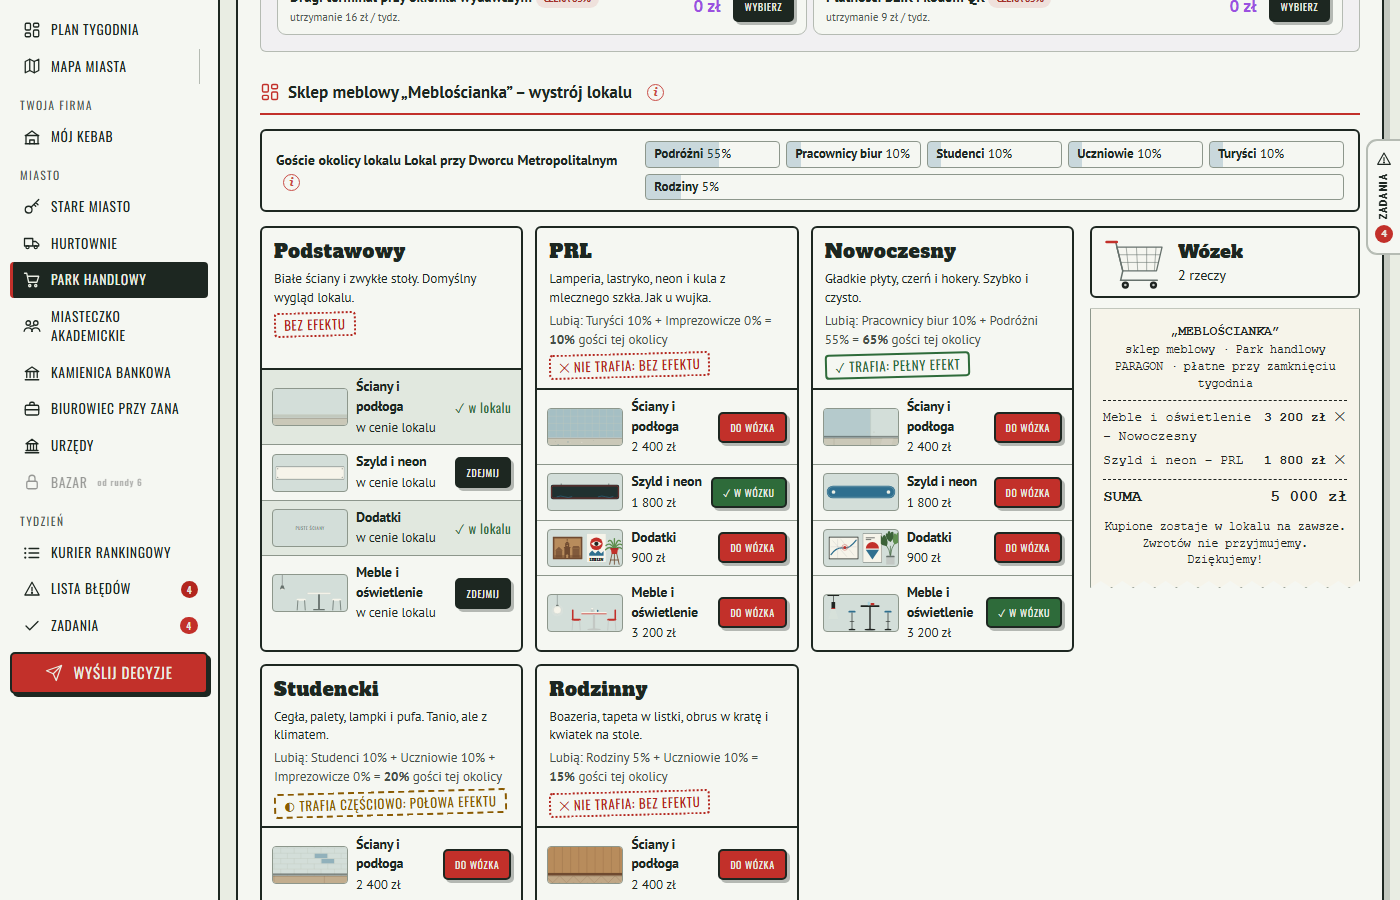 PLAN TYGODNIA
MAPA MIASTA
TWOJA FIRMA
MÓJ KEBAB
MIASTO
STARE MIASTO
HURTOWNIE
PARK HANDLOWY
MIASTECZKO
AKADEMICKIE
KAMIENICA BANKOWA
BIUROWIEC PRZY ZANA
URZĘDY
BAZAR od rundy 6
TYDZIEŃ
KURIER RANKINGOWY
LISTA BŁĘDÓW 4
ZADANIA 4
WYŚLIJ DECYZJE
utrzymanie 16 zł / tydz.
0 zł
WYBIERZ
utrzymanie 9 zł / tydz.
0 zł
WYBIERZ
Sklep meblowy „Meblościanka” – wystrój lokalu
Goście okolicy lokalu Lokal przy Dworcu Metropolitalnym
Podróżni 55%
Pracownicy biur 10%
Studenci 10%
Uczniowie 10%
Turyści 10%
Rodziny 5%
Podstawowy
Białe ściany i zwykłe stoły. Domyślny
wygląd lokalu.
BEZ EFEKTU
Ściany i
podłoga
w cenie lokalu
✓ w lokalu
Szyld i neon
w cenie lokalu
ZDEJMIJ
PUSTE ŚCIANY
Dodatki
w cenie lokalu
✓ w lokalu
Meble i
oświetlenie
w cenie lokalu
ZDEJMIJ
PRL
Lamperia, lastryko, neon i kula z
mlecznego szkła. Jak u wujka.
Lubią: Turyści 10% + Imprezowicze 0% =
10% gości tej okolicy
✕ NIE TRAFIA: BEZ EFEKTU
Ściany i
podłoga
2 400 zł
DO WÓZKA
Szyld i neon
1 800 zł
✓ W WÓZKU
Dodatki
900 zł
DO WÓZKA
Meble i
oświetlenie
3 200 zł
DO WÓZKA
Nowoczesny
Gładkie płyty, czerń i hokery. Szybko i
czysto.
Lubią: Pracownicy biur 10% + Podróżni
55% = 65% gości tej okolicy
✓ TRAFIA: PEŁNY EFEKT
Ściany i
podłoga
2 400 zł
DO WÓZKA
Szyld i neon
1 800 zł
DO WÓZKA
Dodatki
900 zł
DO WÓZKA
Meble i
oświetlenie
3 200 zł
✓ W WÓZKU
Wózek
2 rzeczy
„MEBLOŚCIANKA”
sklep meblowy · Park handlowy
PARAGON · płatne przy zamknięciu
tygodnia
Meble i oświetlenie 3 200 zł ✕
– Nowoczesny
Szyld i neon – PRL 1 800 zł ✕
SUMA 5 000 zł
Kupione zostaje w lokalu na zawsze.
Zwrotów nie przyjmujemy.
Dziękujemy!
Studencki
Cegła, palety, lampki i pufa. Tanio, ale z
klimatem.
Lubią: Studenci 10% + Uczniowie 10% +
Imprezowicze 0% = 20% gości tej okolicy
◐ TRAFIA CZĘŚCIOWO: POŁOWA EFEKTU
Ściany i
podłoga
2 400 zł
DO WÓZKA
Rodzinny
Boazeria, tapeta w listki, obrus w kratę i
kwiatek na stole.
Lubią: Rodziny 5% + Uczniowie 10% =
15% gości tej okolicy
✕ NIE TRAFIA: BEZ EFEKTU
Ściany i
podłoga
2 400 zł
DO WÓZKA
ZADANIA
4